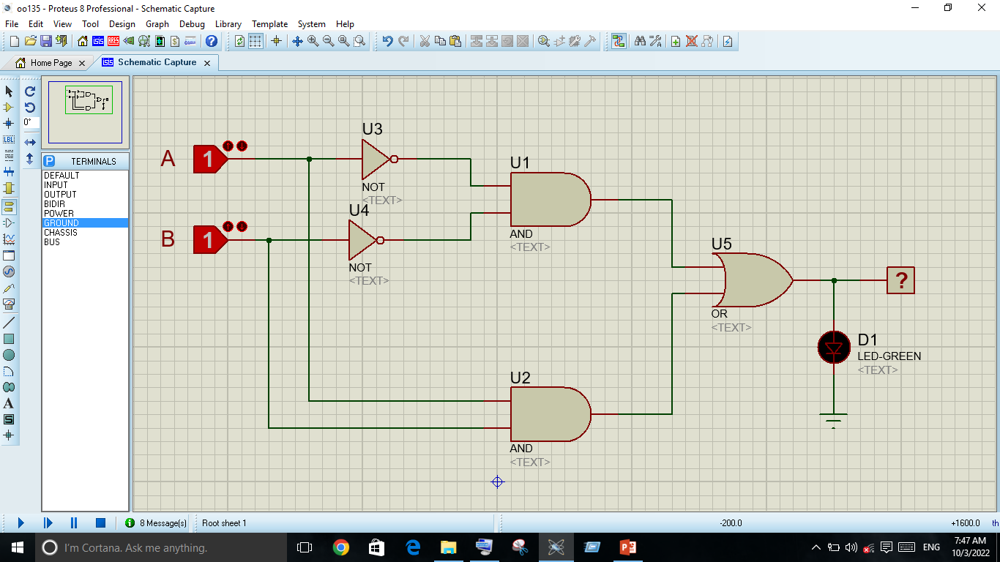 oo135 - Proteus 8 Professional - Schematic Capture
File Edit View Tool Design Graph Debug Library Template System Help
Home Page
Schematic Capture
0°
LBL
P TERMINALS
DEFAULT
INPUT
OUTPUT
BIDIR
POWER
GROUND
CHASSIS
BUS
A
S
A 1
U3
NOT
<TEXT>
B 1
U4
NOT
<TEXT>
U1
AND
<TEXT>
U5
OR
<TEXT>
?
D1
LED-GREEN
<TEXT>
U2
AND
<TEXT>
8 Message(s) Root sheet 1 -200.0 +1600.0 th
I'm Cortana. Ask me anything.
ENG
7:47 AM
10/3/2022